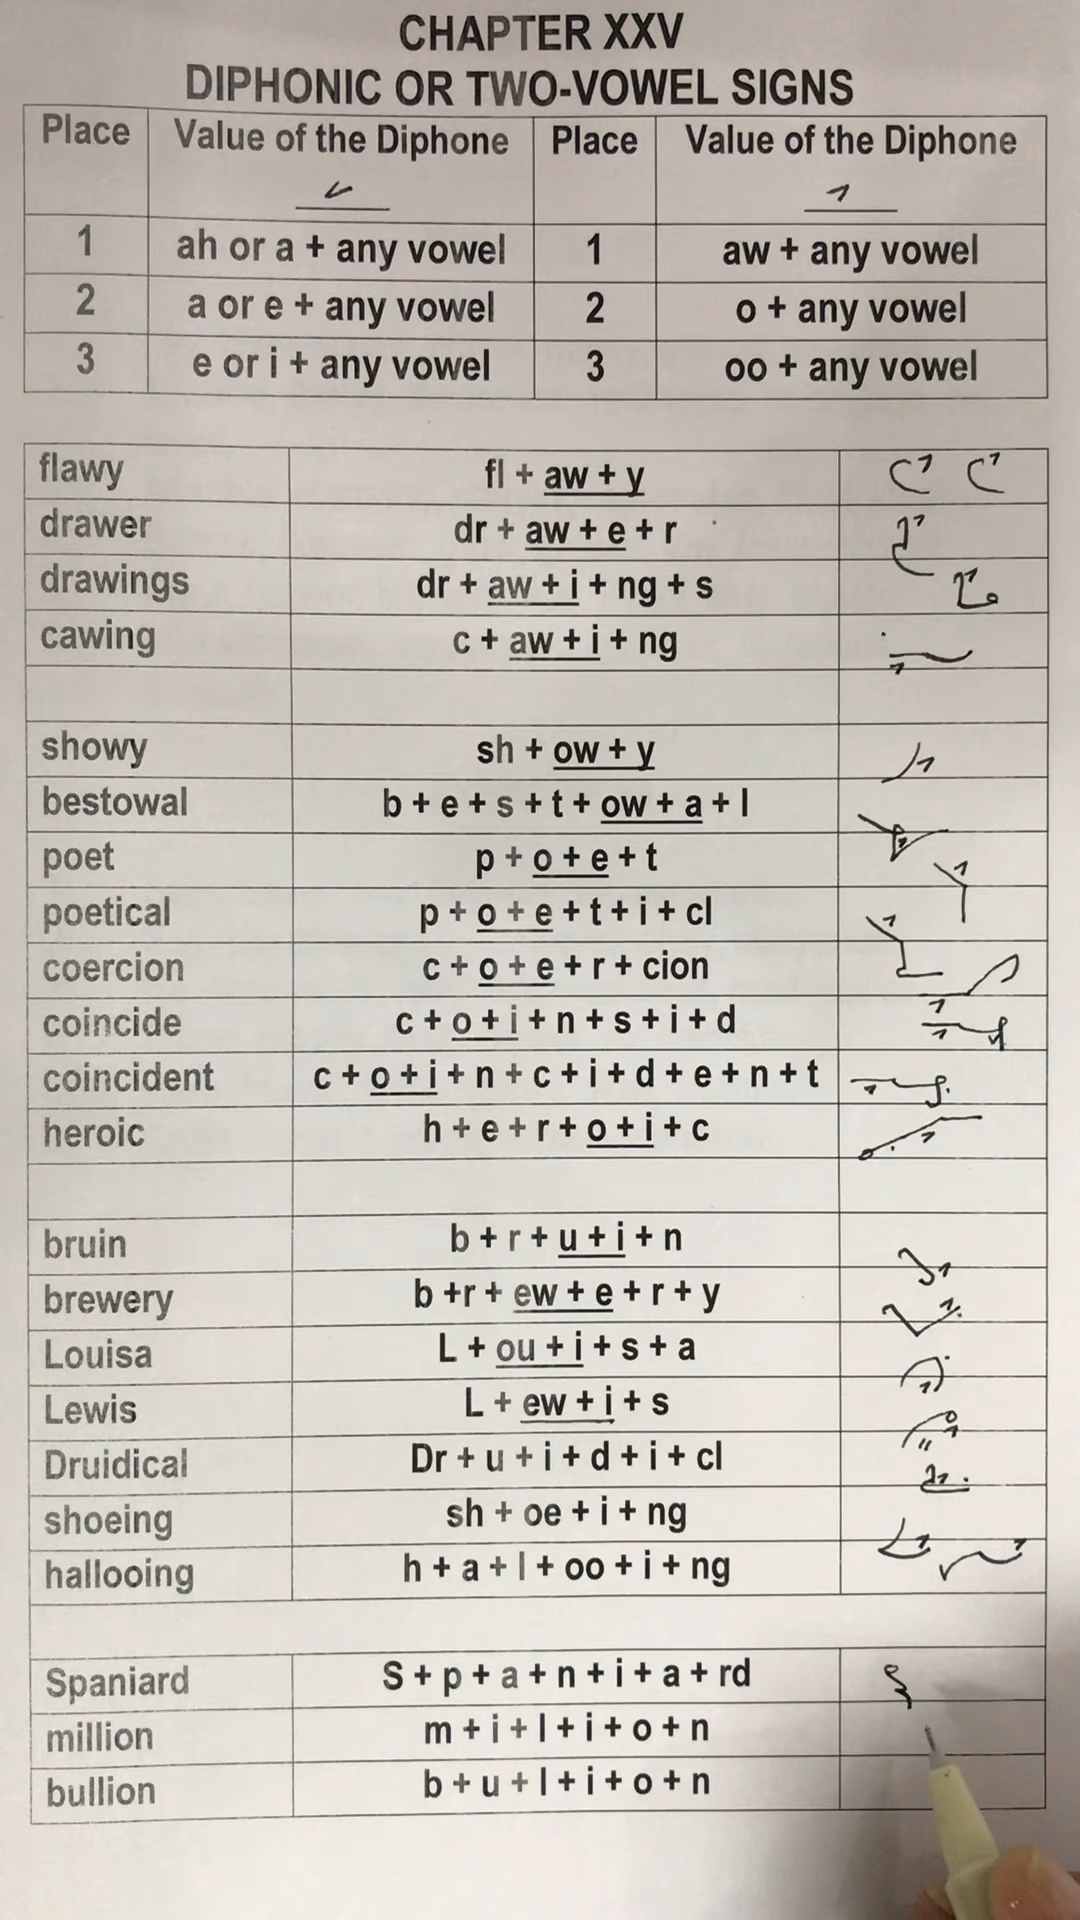 CHAPTER XXV
DIPHONIC OR TWO-VOWEL SIGNS
Place Value of the Diphone Place Value of the Diphone
1 ah or a + any vowel 1 aw + any vowel
2 a or e + any vowel 2 o + any vowel
3 e or i + any vowel 3 oo + any vowel
flawy fl + aw + y
drawer dr + aw + e + r
drawings dr + aw + i + ng + s
cawing c + aw + i + ng
showy sh + ow + y
bestowal b + e + s + t + ow + a + l
poet p + o + e + t
poetical p + o + e + t + i + cl
coercion c + o + e + r + cion
coincide c + o + i + n + s + i + d
coincident c + o + i + n + c + i + d + e + n + t
heroic h + e + r + o + i + c
bruin b + r + u + i + n
brewery b +r + ew + e + r + y
Louisa L + ou + i + s + a
Lewis L + ew + i + s
Druidical Dr + u + i + d + i + cl
shoeing sh + oe + i + ng
hallooing h + a + l + oo + i + ng
Spaniard S + p + a + n + i + a + rd
million m + i + l + i + o + n
bullion b + u + l + i + o + n